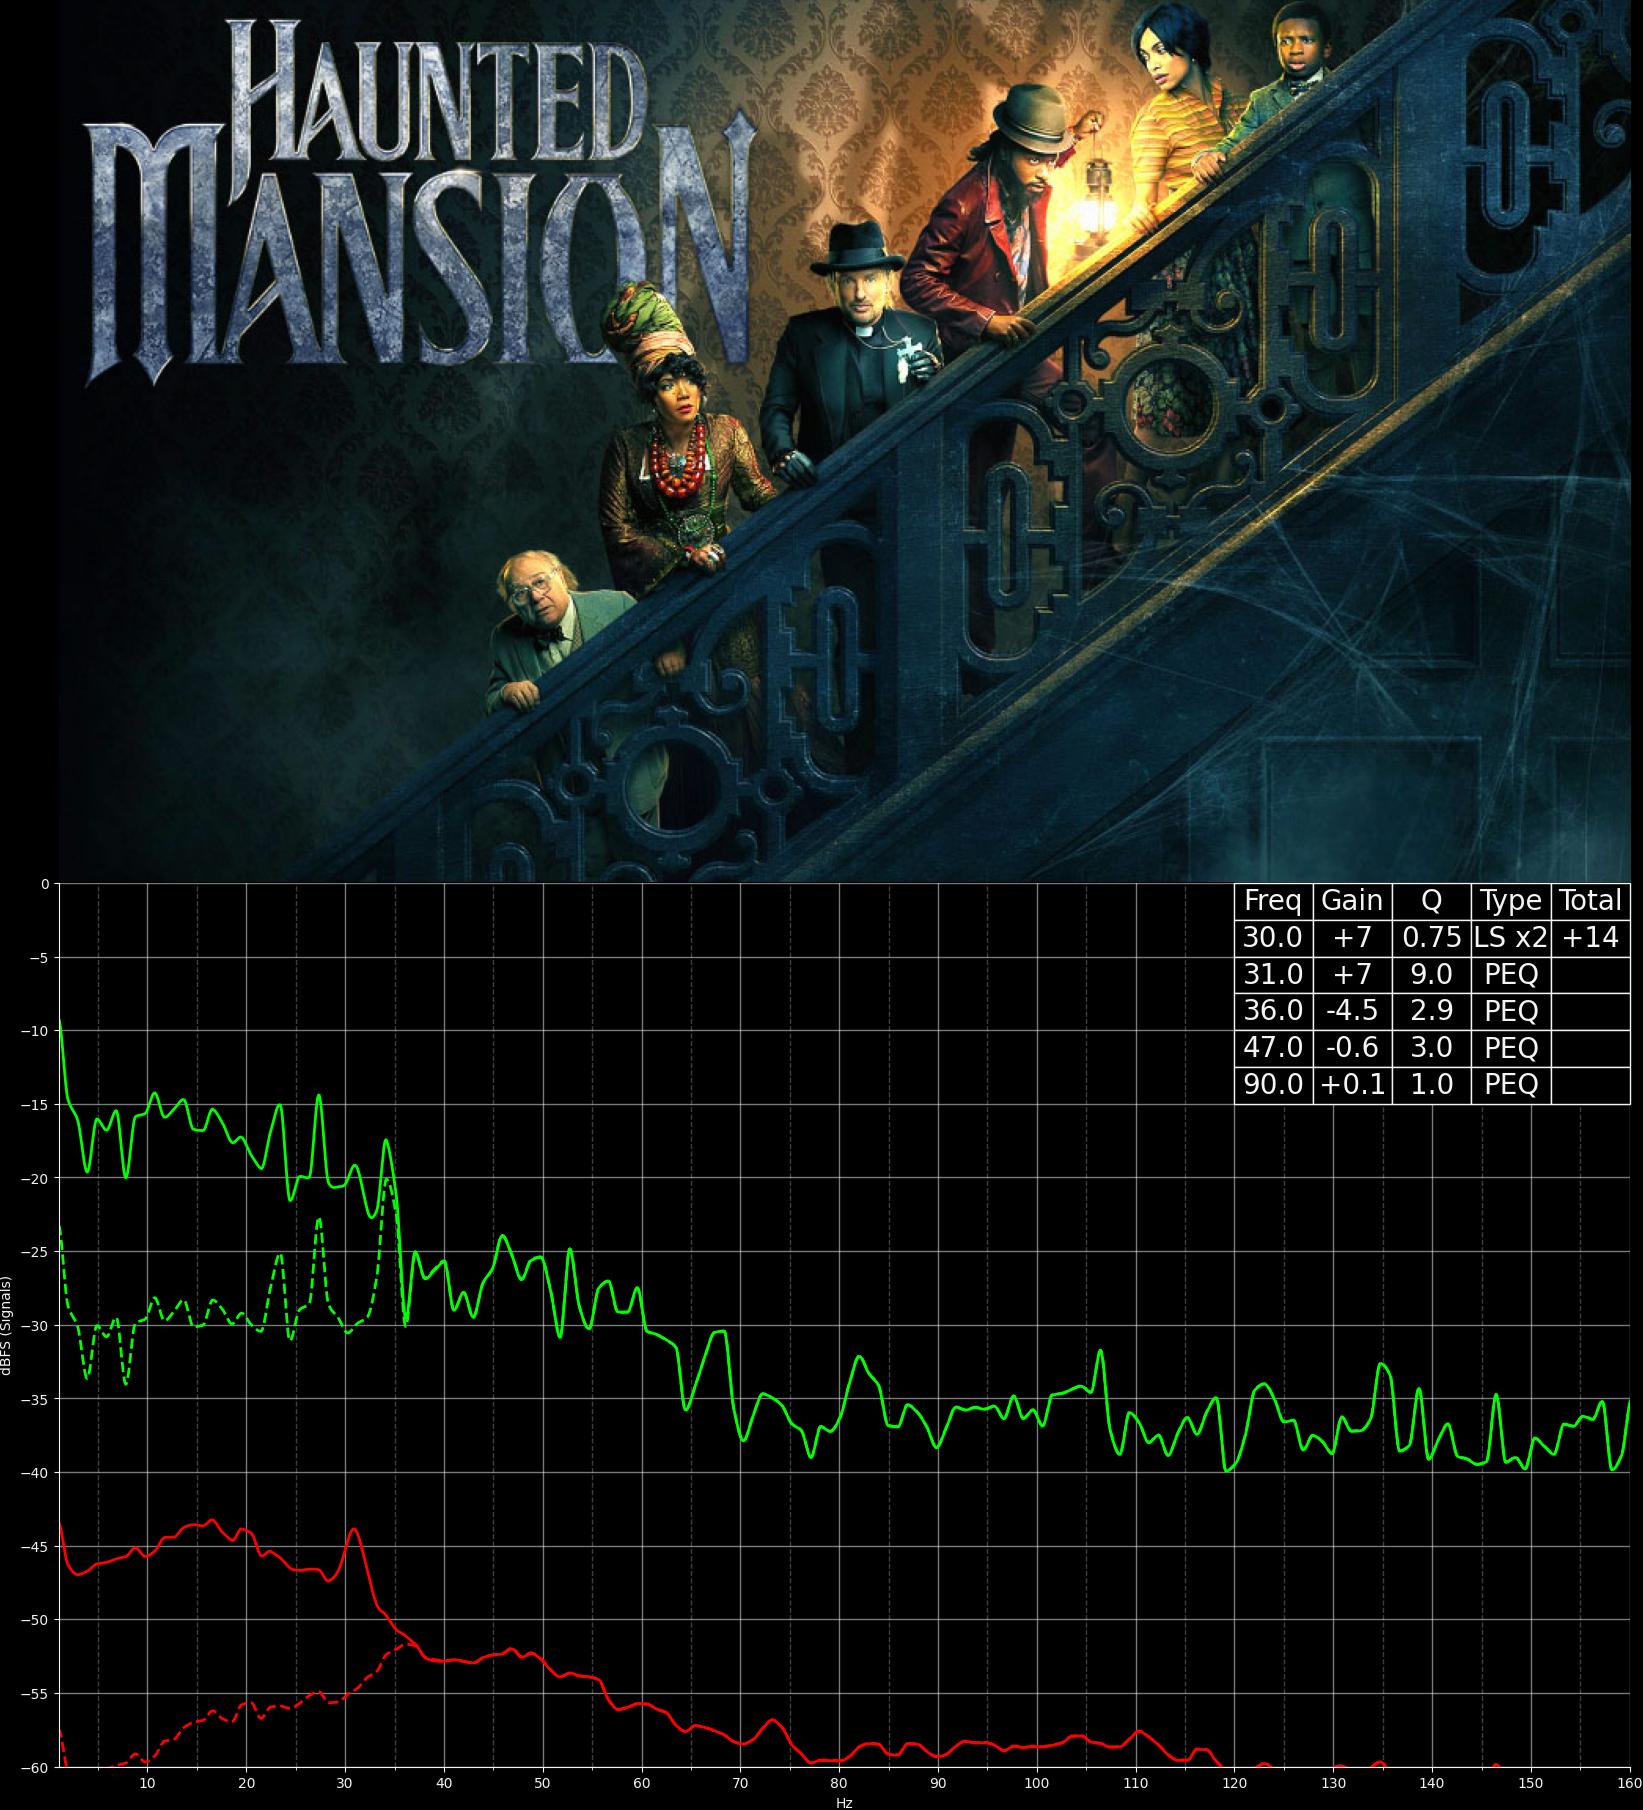 HAUNTED
MANSION
Freq Gain Q Type Total
30.0 +7 0.75 LS x2 +14
31.0 +7 9.0 PEQ
36.0 -4.5 2.9 PEQ
47.0 -0.6 3.0 PEQ
90.0 +0.1 1.0 PEQ
0
−5
−10
−15
−20
−25
−30
−35
−40
−45
−50
−55
−60
dBFS (Signals)
10 20 30 40 50 60 70 80 90 100 110 120 130 140 150 160
Hz